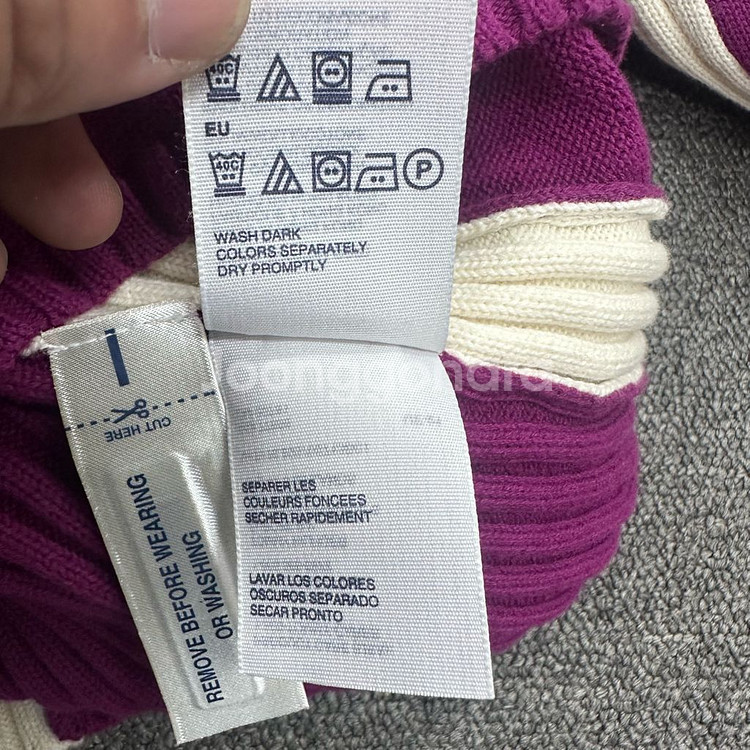 EU
P
WASH DARK
COLORS SEPARATELY
DRY PROMPTLY
joonggonara
CUT HERE
REMOVE BEFORE WEARING
OR WASHING
SEPARER LES
COULEURS FONCEES
SECHER RAPIDEMENT
LAVAR LOS COLORES
OSCUROS SEPARADO
SECAR PRONTO